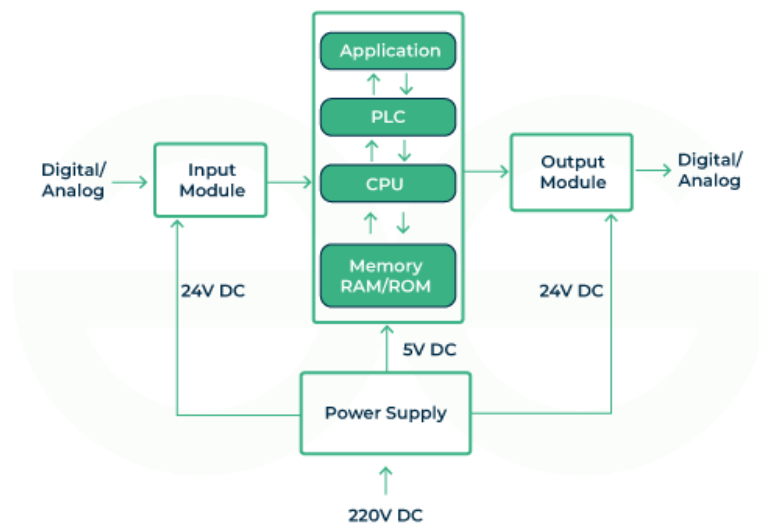 Application
PLC
CPU
Memory
RAM/ROM
Digital/
Analog
Input
Module
Output
Module
Digital/
Analog
24V DC
5V DC
24V DC
Power Supply
220V DC